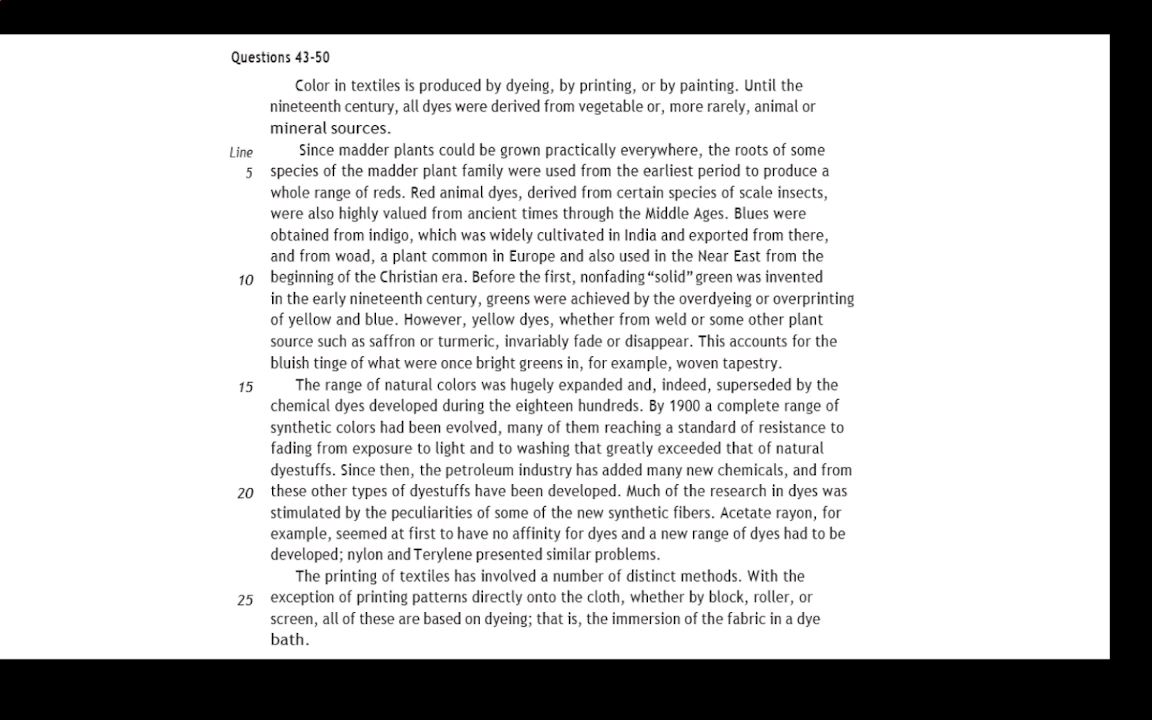 Questions 43-50
Color in textiles is produced by dyeing, by printing, or by painting. Until the
nineteenth century, all dyes were derived from vegetable or, more rarely, animal or
mineral sources.
Line Since madder plants could be grown practically everywhere, the roots of some
5 species of the madder plant family were used from the earliest period to produce a
whole range of reds. Red animal dyes, derived from certain species of scale insects,
were also highly valued from ancient times through the Middle Ages. Blues were
obtained from indigo, which was widely cultivated in India and exported from there,
and from woad, a plant common in Europe and also used in the Near East from the
10 beginning of the Christian era. Before the first, nonfading “solid” green was invented
in the early nineteenth century, greens were achieved by the overdyeing or overprinting
of yellow and blue. However, yellow dyes, whether from weld or some other plant
source such as saffron or turmeric, invariably fade or disappear. This accounts for the
bluish tinge of what were once bright greens in, for example, woven tapestry.
15 The range of natural colors was hugely expanded and, indeed, superseded by the
chemical dyes developed during the eighteen hundreds. By 1900 a complete range of
synthetic colors had been evolved, many of them reaching a standard of resistance to
fading from exposure to light and to washing that greatly exceeded that of natural
dyestuffs. Since then, the petroleum industry has added many new chemicals, and from
20 these other types of dyestuffs have been developed. Much of the research in dyes was
stimulated by the peculiarities of some of the new synthetic fibers. Acetate rayon, for
example, seemed at first to have no affinity for dyes and a new range of dyes had to be
developed; nylon and Terylene presented similar problems.
The printing of textiles has involved a number of distinct methods. With the
25 exception of printing patterns directly onto the cloth, whether by block, roller, or
screen, all of these are based on dyeing; that is, the immersion of the fabric in a dye
bath.